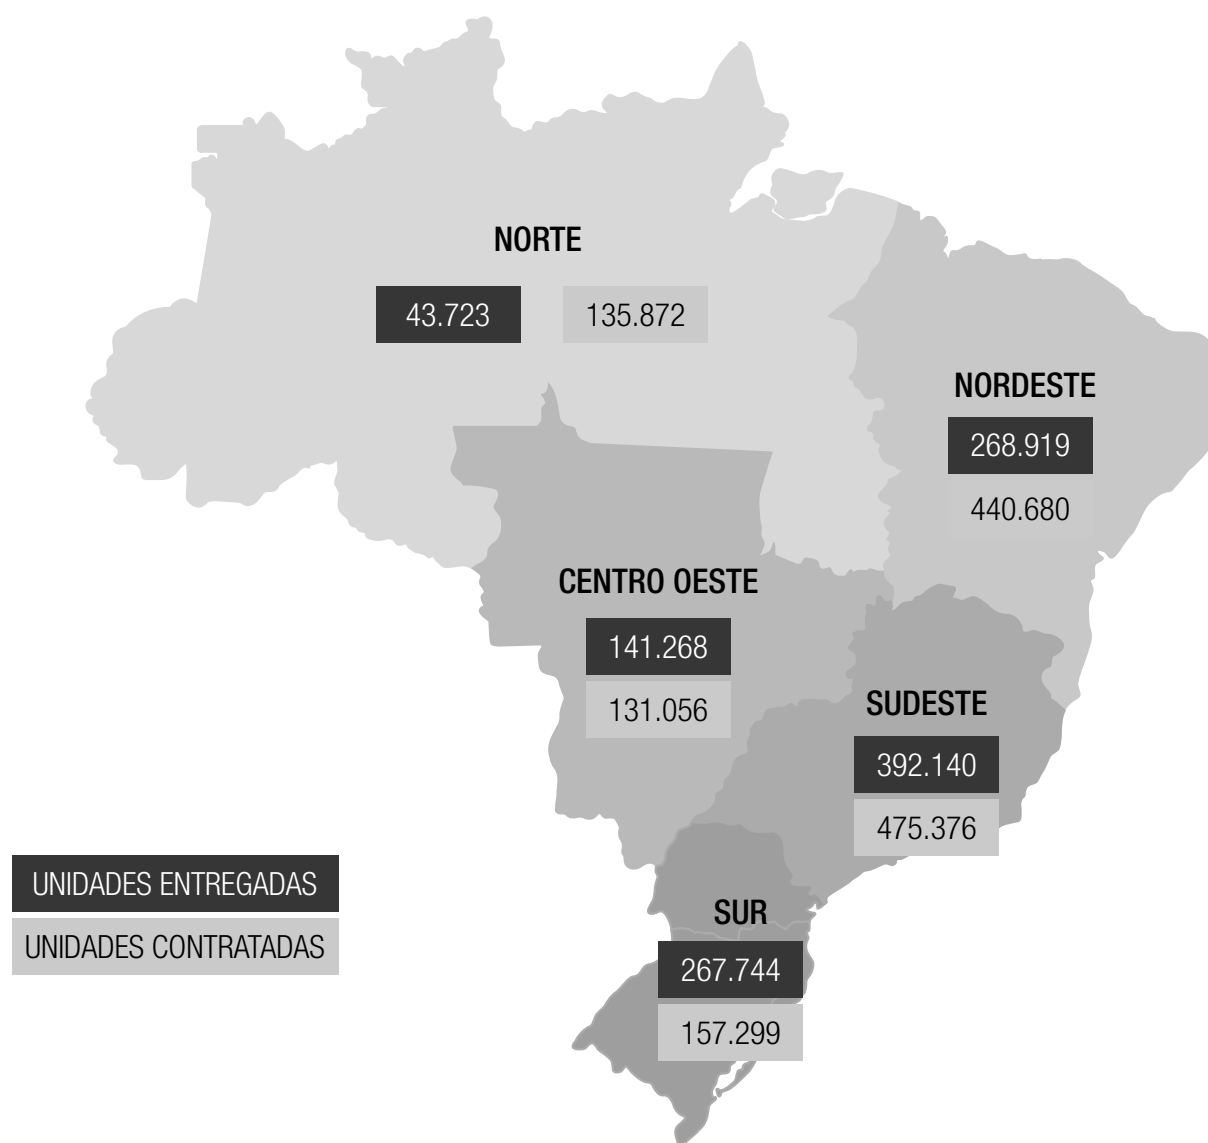 NORTE
43.723
135.872
NORDESTE
268.919
440.680
CENTRO OESTE
141.268
131.056
SUDESTE
392.140
475.376
UNIDADES ENTREGADAS
UNIDADES CONTRATADAS
SUR
267.744
157.299